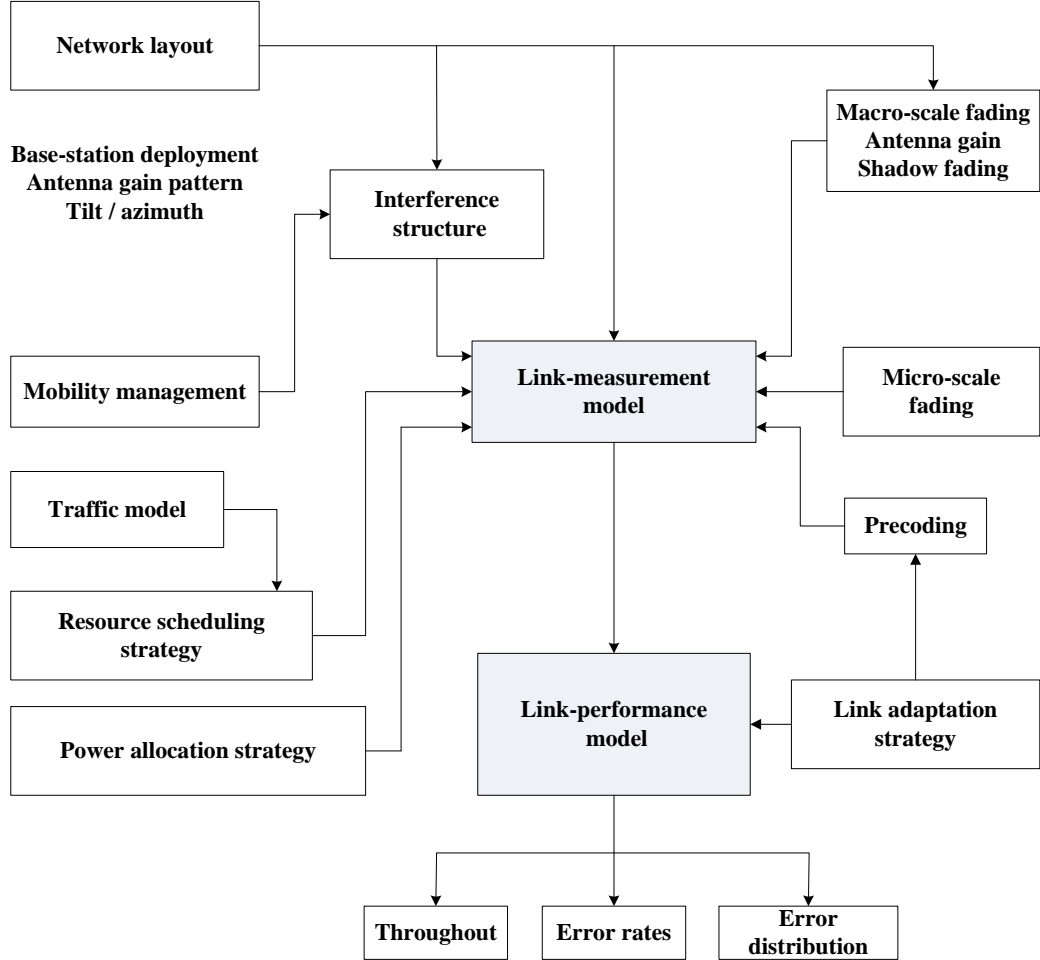 Network layout
Macro-scale fading
Antenna gain
Shadow fading
Base-station deployment
Antenna gain pattern
Tilt / azimuth
Interference
structure
Mobility management
Link-measurement
model
Micro-scale
fading
Traffic model
Precoding
Resource scheduling
strategy
Power allocation strategy
Link-performance
model
Link adaptation
strategy
Throughout
Error rates
Error
distribution